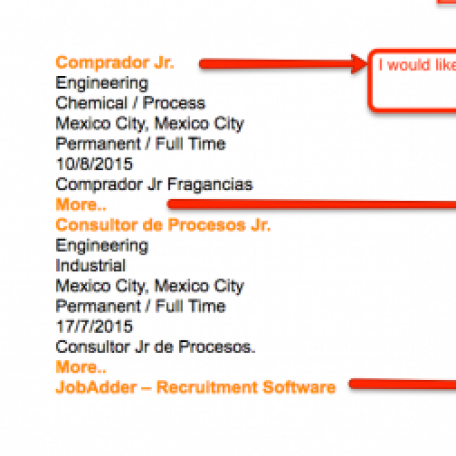 Comprador Jr.
I would like
Engineering
Chemical / Process
Mexico City, Mexico City
Permanent / Full Time
10/8/2015
Comprador Jr Fragancias
More..
Consultor de Procesos Jr.
Engineering
Industrial
Mexico City, Mexico City
Permanent / Full Time
17/7/2015
Consultor Jr de Procesos.
More..
JobAdder – Recruitment Software